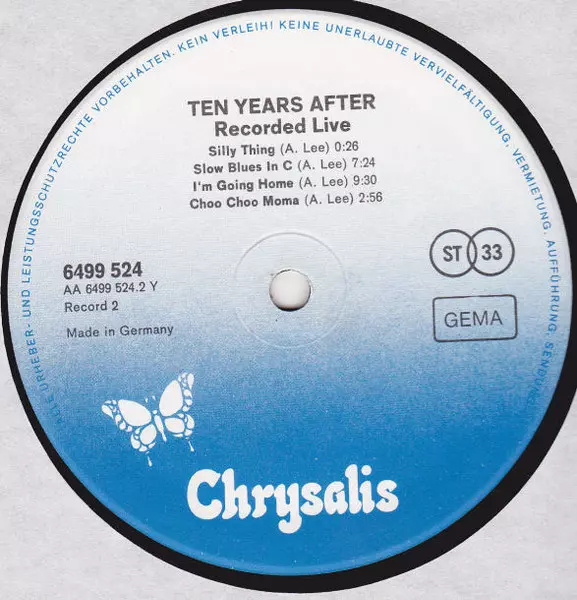 ALLE URHEBER- UND LEISTUNGSSCHUTZRECHTE VORBEHALTEN. KEIN VERLEIH! KEINE UNERLAUBTE VERVIELFÄLTIGUNG, VERMIETUNG, AUFFÜHRUNG, SENDUNG!
TEN YEARS AFTER
Recorded Live
Silly Thing (A. Lee) 0:26
Slow Blues In C (A. Lee) 7:24
I'm Going Home (A. Lee) 9:30
Choo Choo Moma (A. Lee) 2:56
6499 524
AA 6499 524.2 Y
Record 2
Made in Germany
ST 33
GEMA
Chrysalis